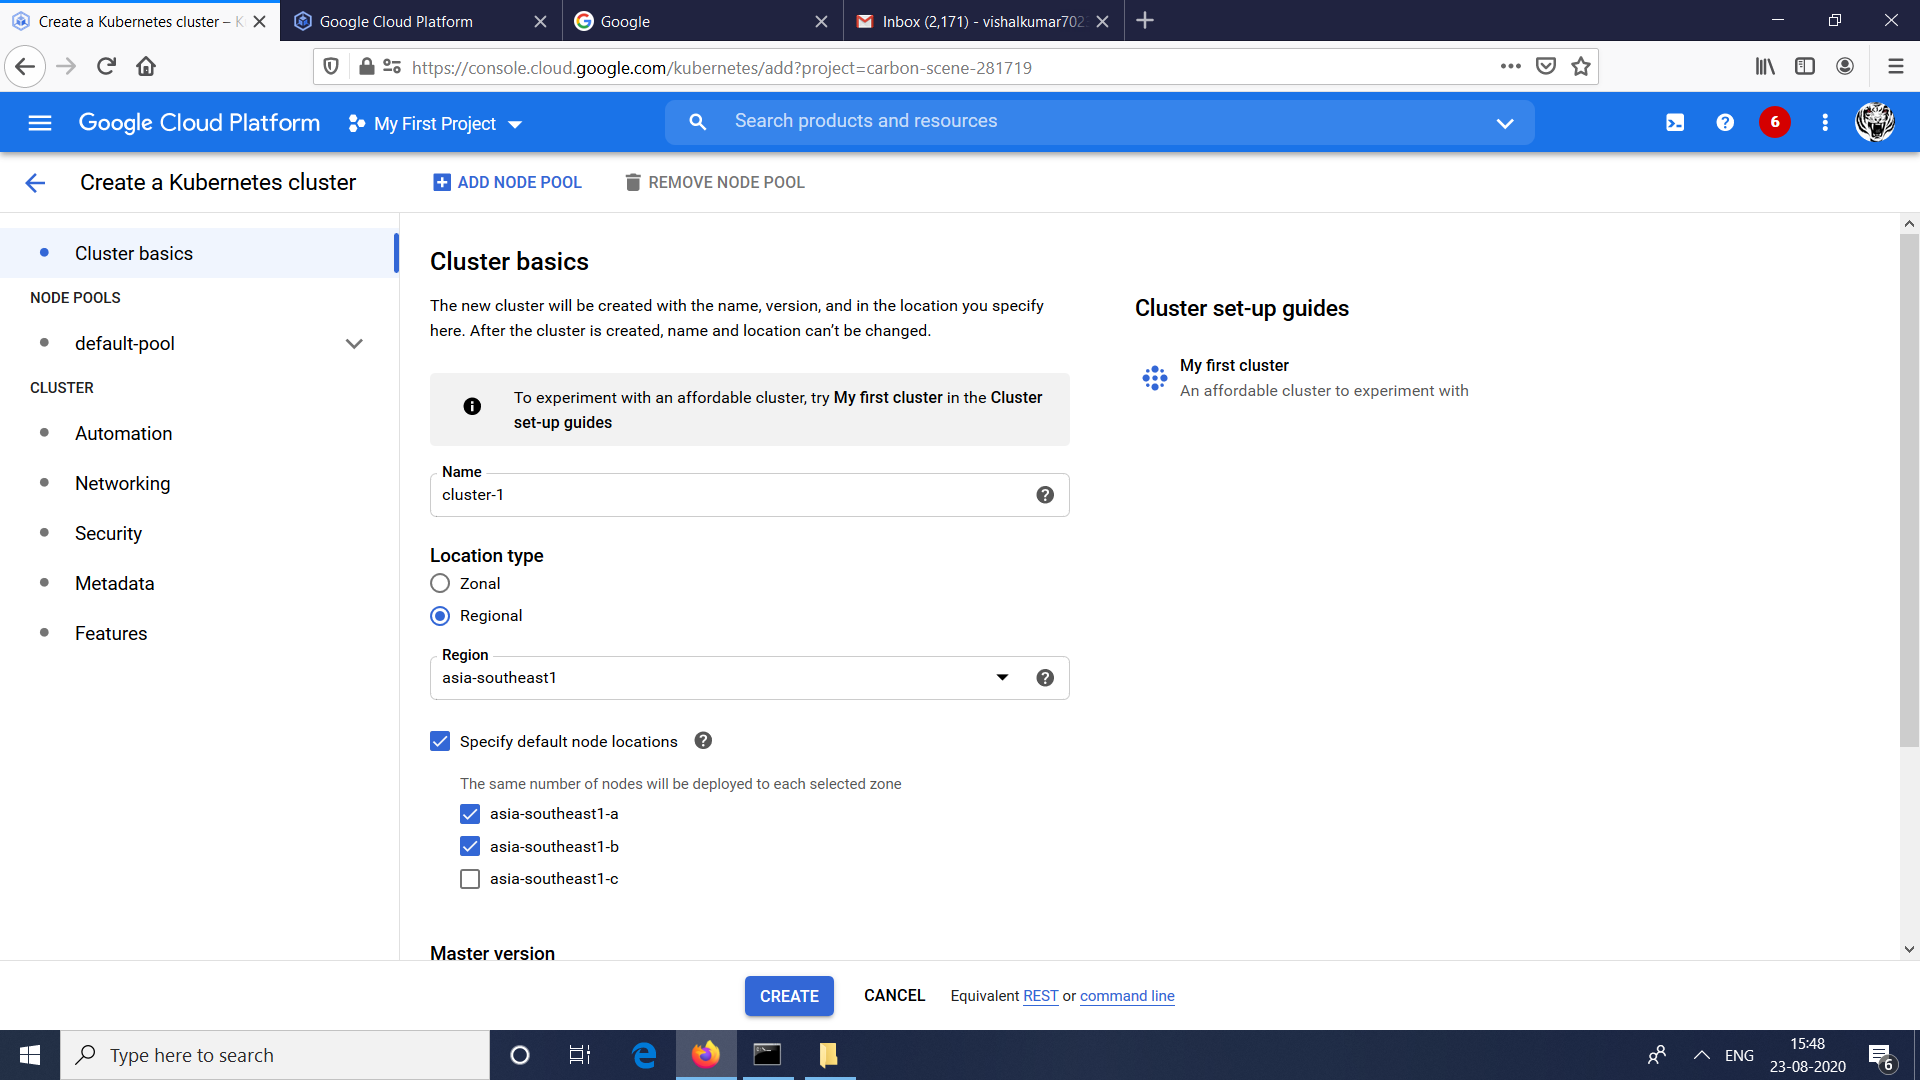 Create a Kubernetes cluster – K
Google Cloud Platform
Google
Inbox (2,171) - vishalkumar702
https://console.cloud.google.com/kubernetes/add?project=carbon-scene-281719
Google Cloud Platform
My First Project
Search products and resources
6
Create a Kubernetes cluster
ADD NODE POOL
REMOVE NODE POOL
Cluster basics
NODE POOLS
default-pool
CLUSTER
Automation
Networking
Security
Metadata
Features
Cluster basics
The new cluster will be created with the name, version, and in the location you specify
here. After the cluster is created, name and location can’t be changed.
To experiment with an affordable cluster, try My first cluster in the Cluster
set-up guides
Name
cluster-1
Location type
Zonal
Regional
Region
asia-southeast1
Specify default node locations
The same number of nodes will be deployed to each selected zone
asia-southeast1-a
asia-southeast1-b
asia-southeast1-c
Master version
Cluster set-up guides
My first cluster
An affordable cluster to experiment with
CREATE
CANCEL
Equivalent REST or command line
Type here to search
ENG
15:48
23-08-2020
6